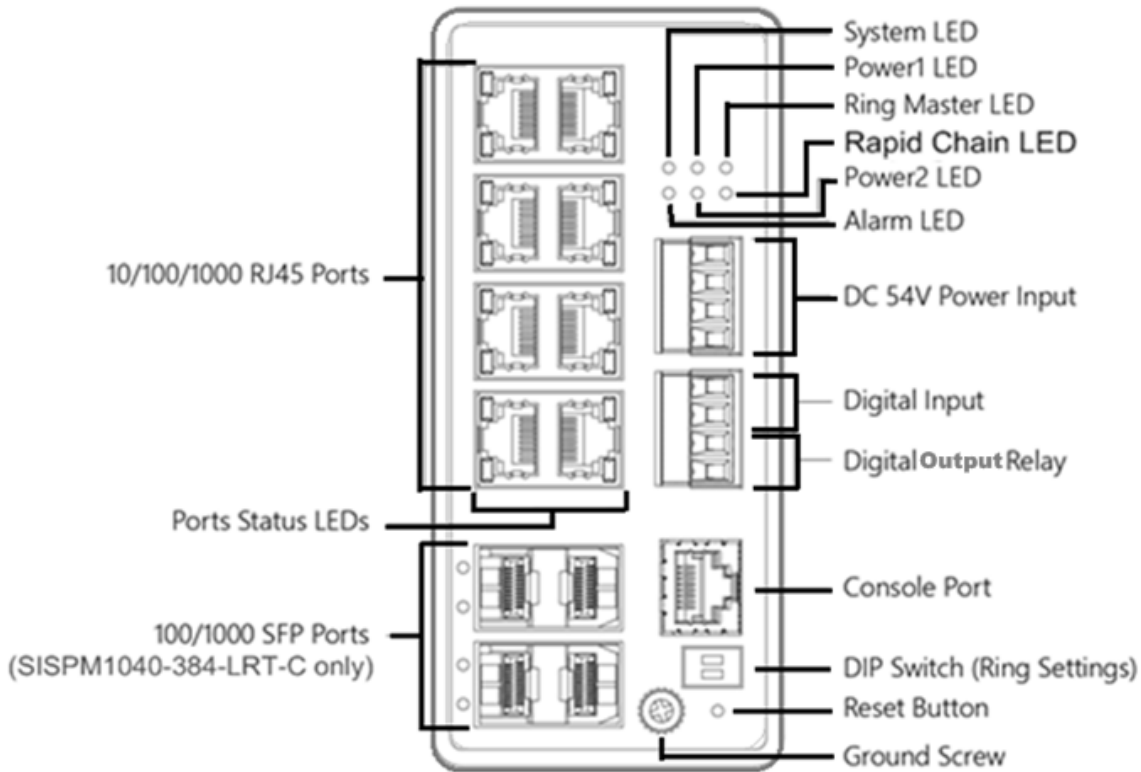 System LED
Power1 LED
Ring Master LED
Rapid Chain LED
Power2 LED
Alarm LED
10/100/1000 RJ45 Ports
DC 54V Power Input
Digital Input
Digital Output Relay
Ports Status LEDs
Console Port
100/1000 SFP Ports
(SISPM1040-384-LRT-C only)
DIP Switch (Ring Settings)
Reset Button
Ground Screw